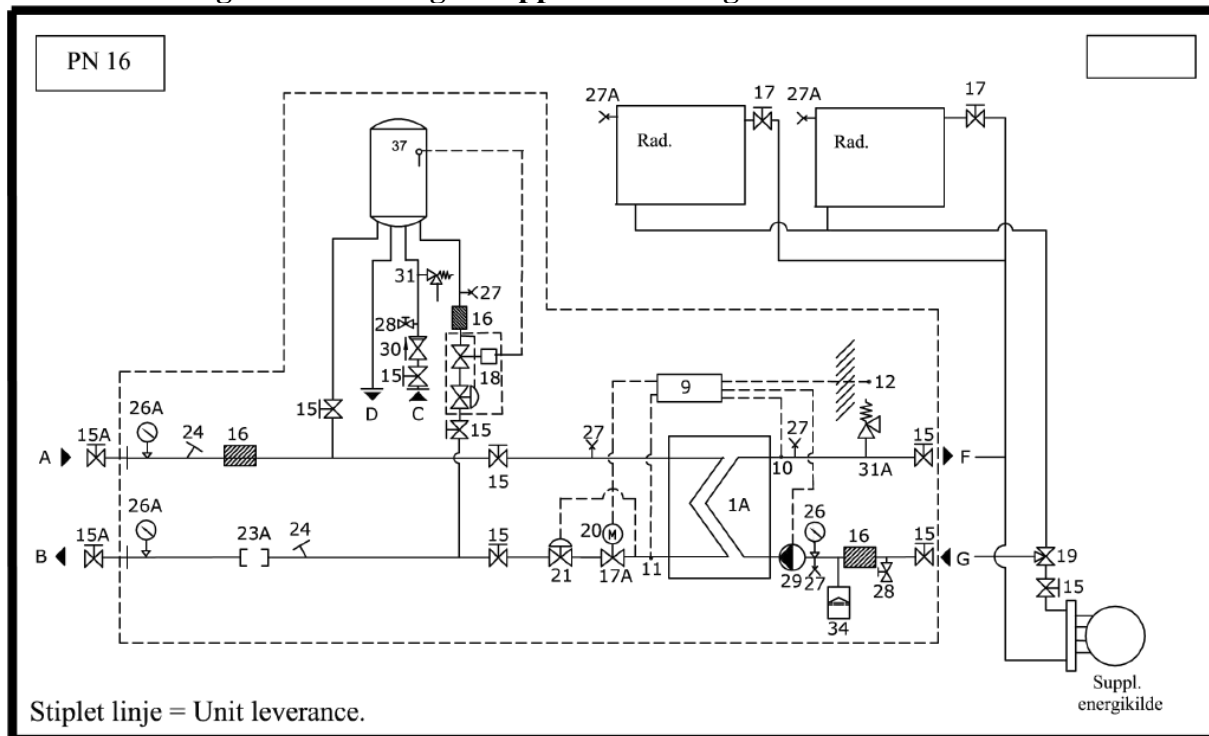 PN 16
27A
17
27A
17
Rad.
Rad.
37
31
27
16
28
30
18
15
9
12
15
D
C
15
26A
15A
24
16
27
27
15
A
15
10
31A
F
26A
1A
15A
23A
24
15
20
M
26
16
15
B
21
17A
11
29
27
28
G
19
15
34
Suppl.
energikilde
Stiplet linje = Unit leverance.